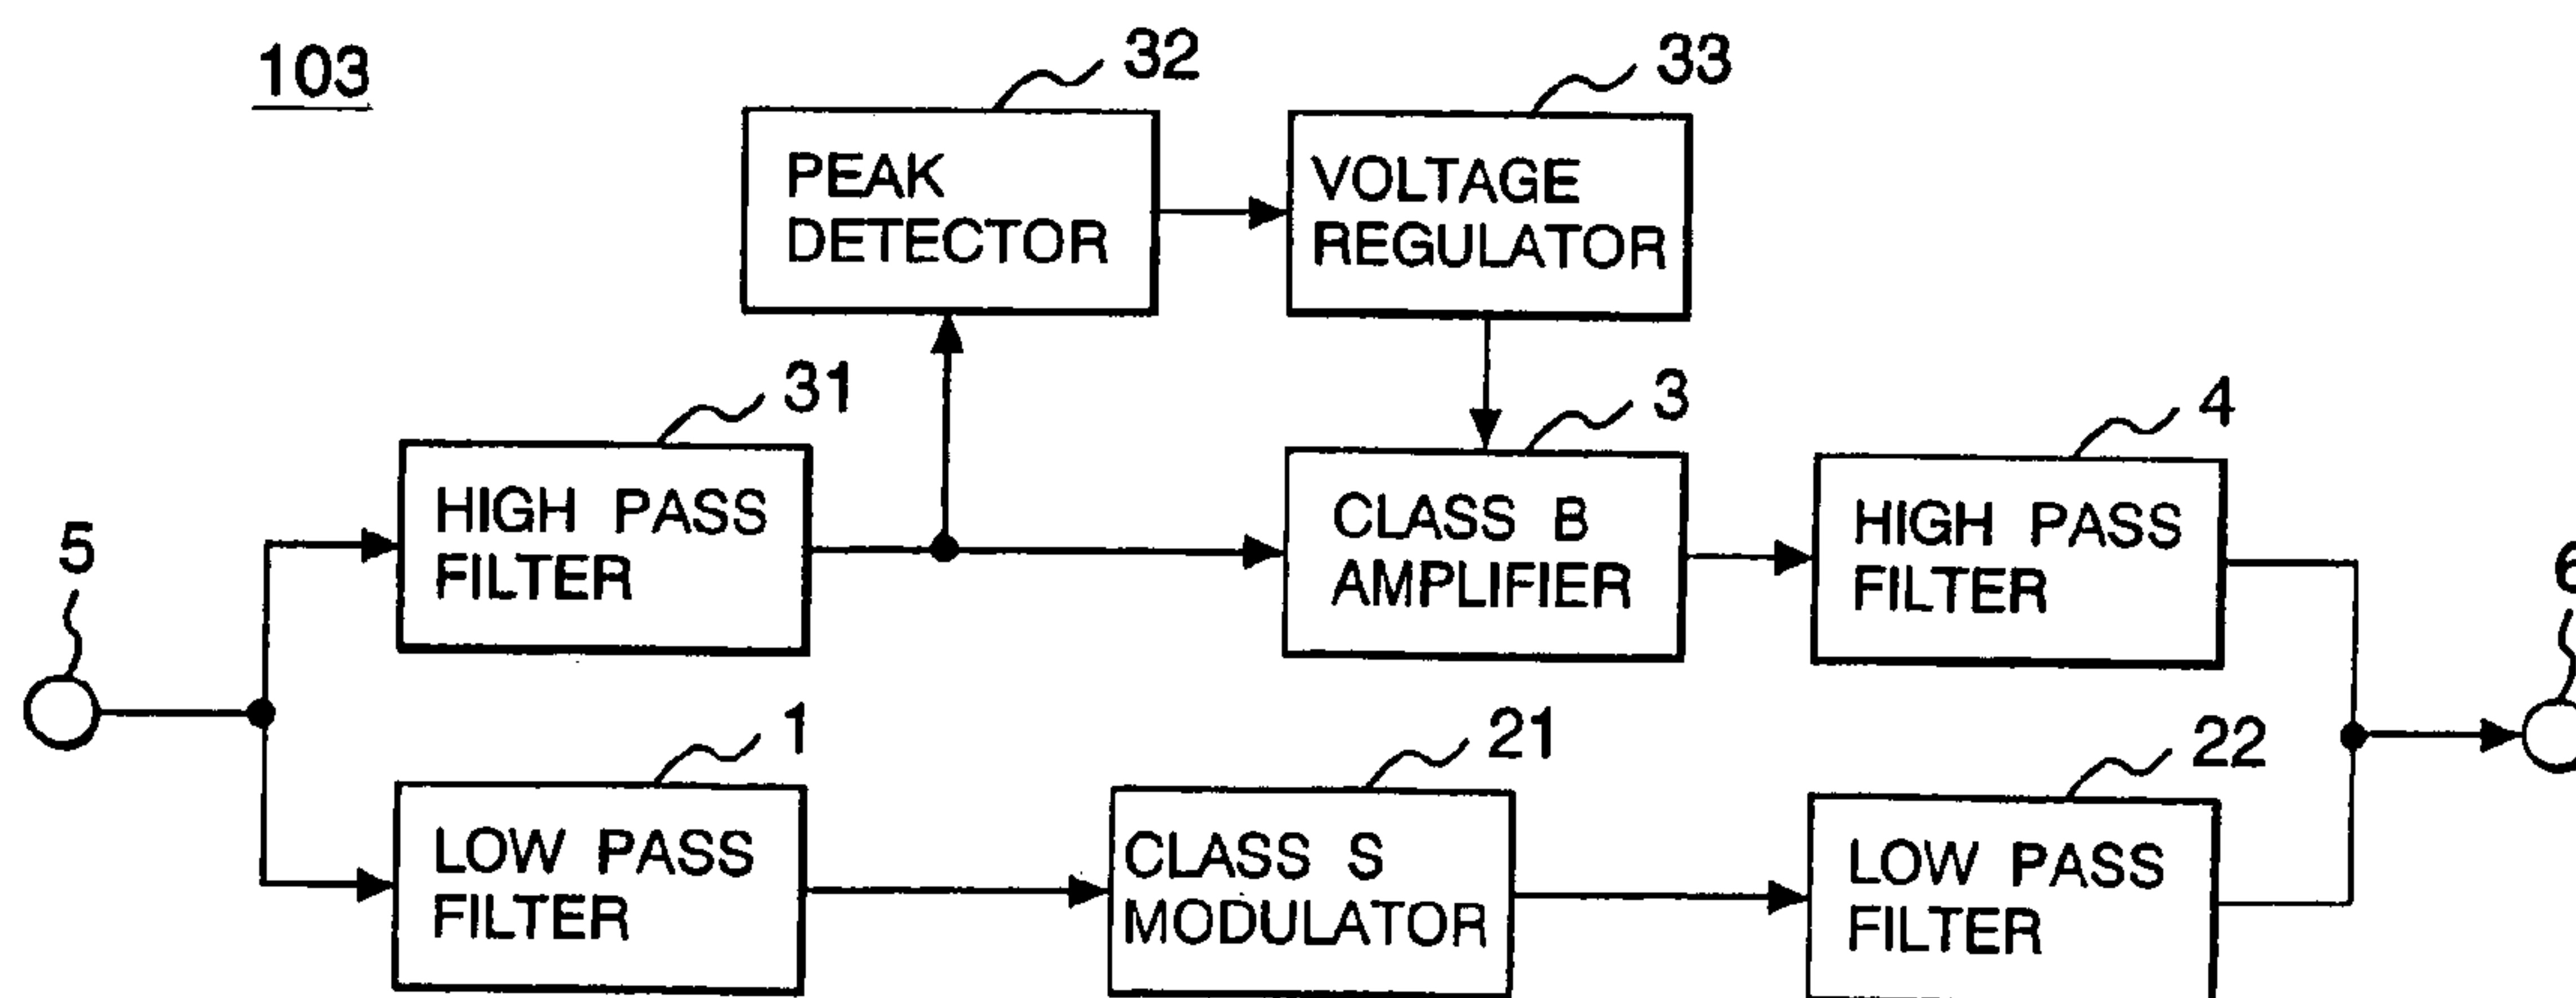 103
32
33
PEAK
DETECTOR
VOLTAGE
REGULATOR
31
3
4
HIGH PASS
FILTER
CLASS B
AMPLIFIER
HIGH PASS
FILTER
5
6
1
21
22
LOW PASS
FILTER
CLASS S
MODULATOR
LOW PASS
FILTER